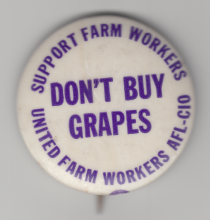 SUPPORT FARM WORKERS
DON'T BUY
GRAPES
UNITED FARM WORKERS AFL-CIO